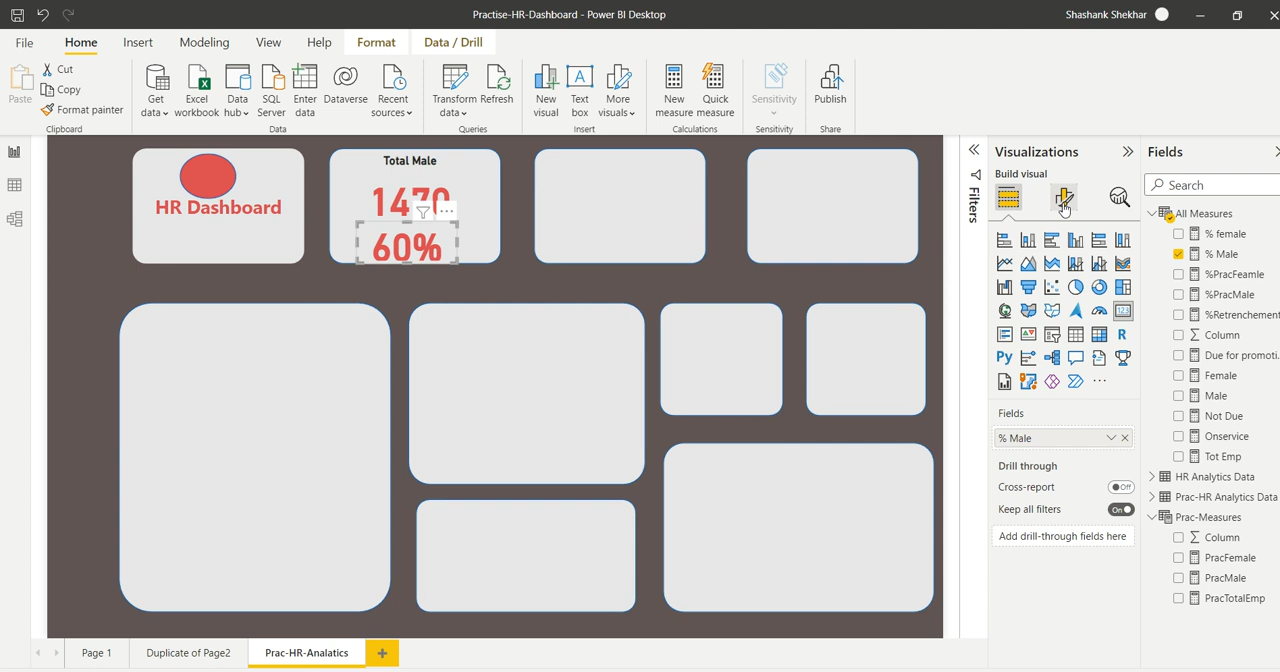 Practise-HR-Dashboard - Power BI Desktop
Shashank Shekhar
File Home Insert Modeling View Help Format Data / Drill
Paste
Cut
Copy
Format painter
Clipboard
Get data
Excel workbook
Data hub
SQL Server
Enter data
Dataverse
Recent sources
Data
Transform data
Refresh
Queries
New visual
Text box
More visuals
Insert
New measure
Quick measure
Calculations
Sensitivity
Sensitivity
Publish
Share
HR Dashboard
Total Male
1470
60%
Filters
Visualizations
Build visual
123
R
Py
Fields
% Male
Drill through
Cross-report
Off
Keep all filters
On
Add drill-through fields here
Fields
Search
All Measures
% female
% Male
%PracFeamle
%PracMale
%Retrenchment
Column
Due for promoti...
Female
Male
Not Due
Onservice
Tot Emp
HR Analytics Data
Prac-HR Analytics Data
Prac-Measures
Column
PracFemale
PracMale
PracTotalEmp
Page 1
Duplicate of Page2
Prac-HR-Analatics